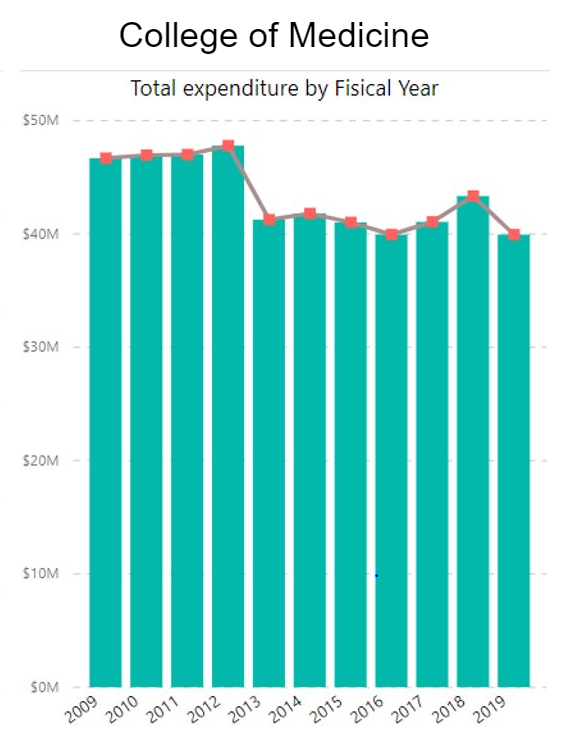 College of Medicine
Total expenditure by Fisical Year
$50M
$40M
$30M
$20M
$10M
$0M
2009 2010 2011 2012 2013 2014 2015 2016 2017 2018 2019